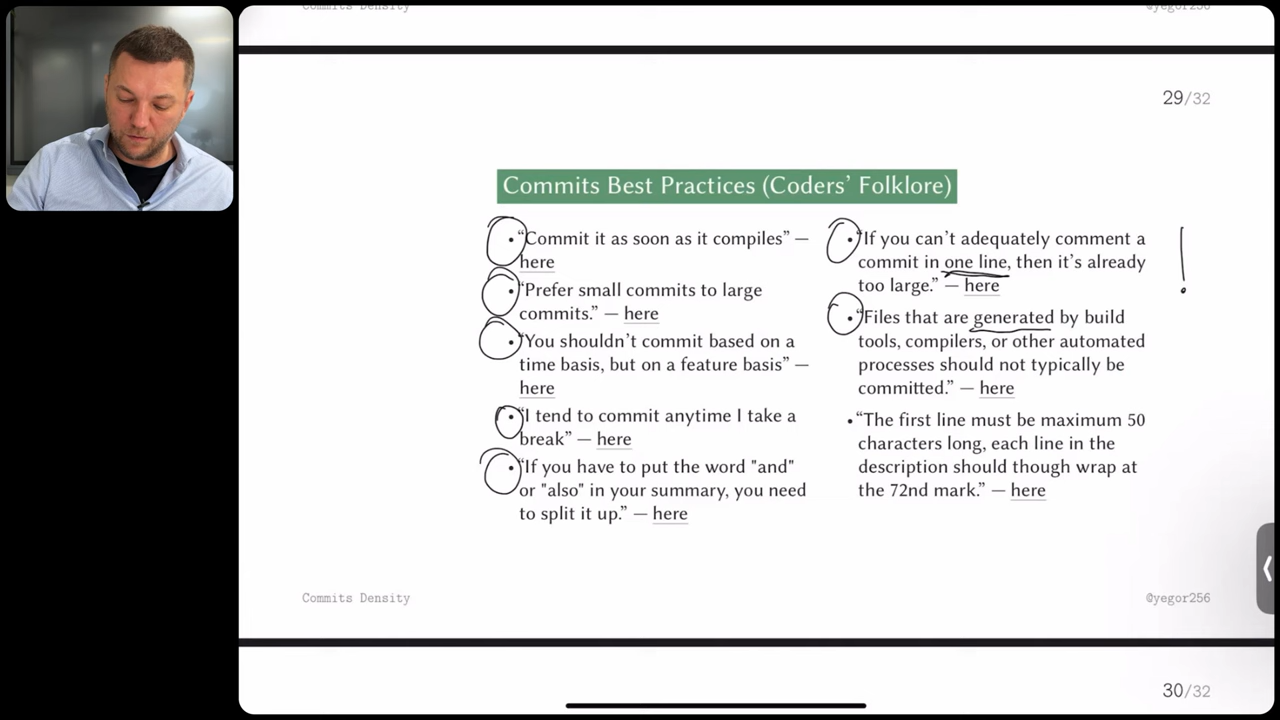 Commits Density
@yegor256
29/32
Commits Best Practices (Coders’ Folklore)
• “Commit it as soon as it compiles” —
here
• “Prefer small commits to large
commits.” — here
• “You shouldn’t commit based on a
time basis, but on a feature basis” —
here
• “I tend to commit anytime I take a
break” — here
• “If you have to put the word "and"
or "also" in your summary, you need
to split it up.” — here
• “If you can’t adequately comment a
commit in one line, then it’s already
too large.” — here
• “Files that are generated by build
tools, compilers, or other automated
processes should not typically be
committed.” — here
• “The first line must be maximum 50
characters long, each line in the
description should though wrap at
the 72nd mark.” — here
!
Commits Density
@yegor256
30/32